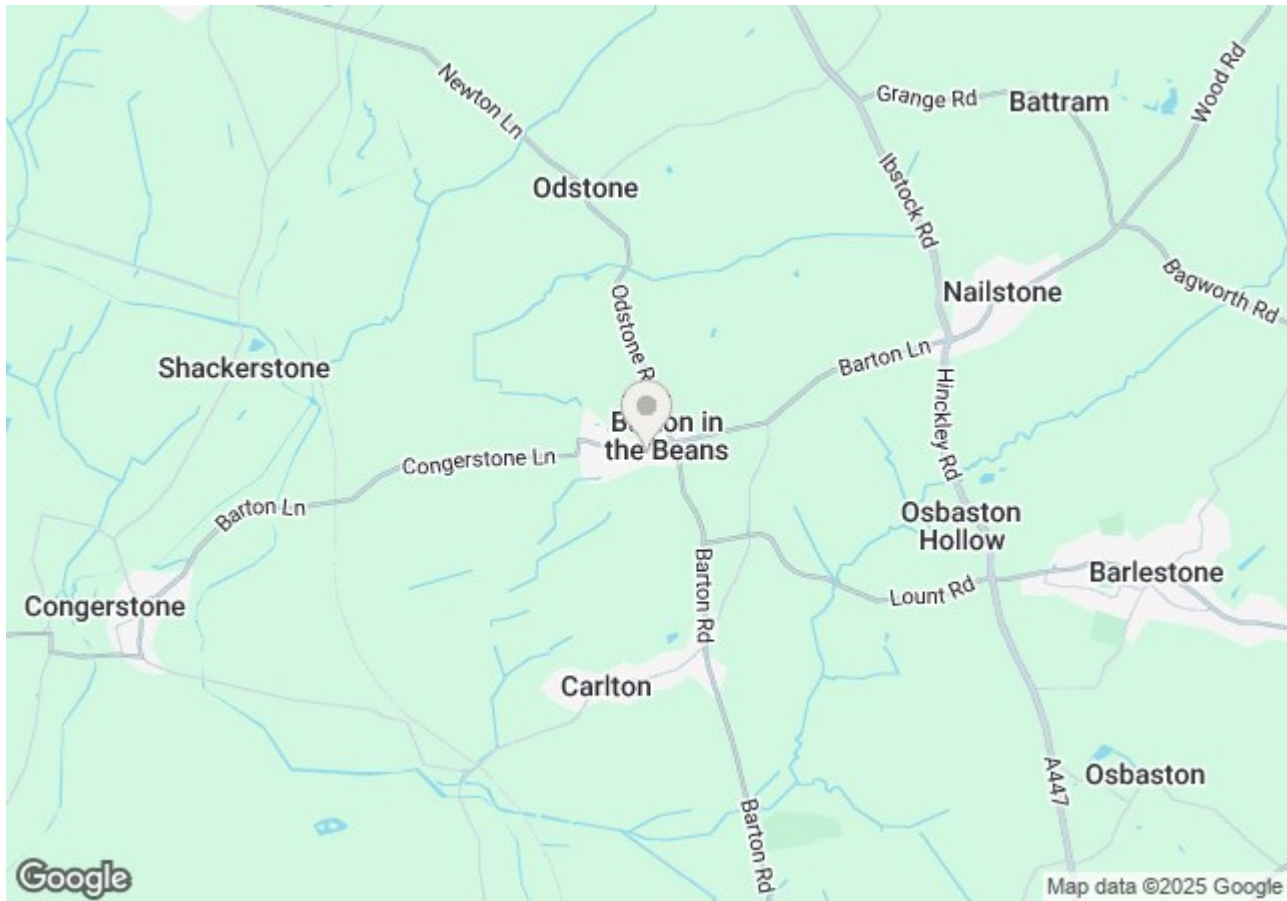 Newton Ln
Grange Rd
Battram
Wood Rd
Ibstock Rd
Odstone
Nailstone
Bagworth Rd
Odstone R
Shackerstone
Barton Ln
Hinckley Rd
B on in
the Beans
Congerstone Ln
Barton Ln
Osbaston
Hollow
Barlestone
Lount Rd
Congerstone
Barton Rd
Carlton
A447
Osbaston
Barton Rd
Google
Map data ©2025 Google